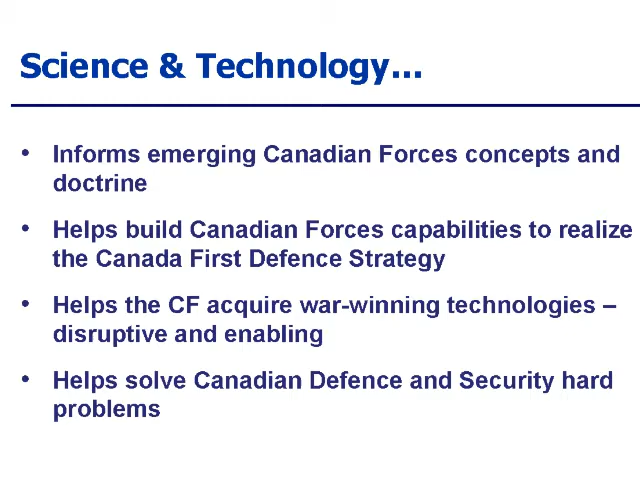 Science & Technology...
• Informs emerging Canadian Forces concepts and
doctrine
• Helps build Canadian Forces capabilities to realize
the Canada First Defence Strategy
• Helps the CF acquire war-winning technologies –
disruptive and enabling
• Helps solve Canadian Defence and Security hard
problems